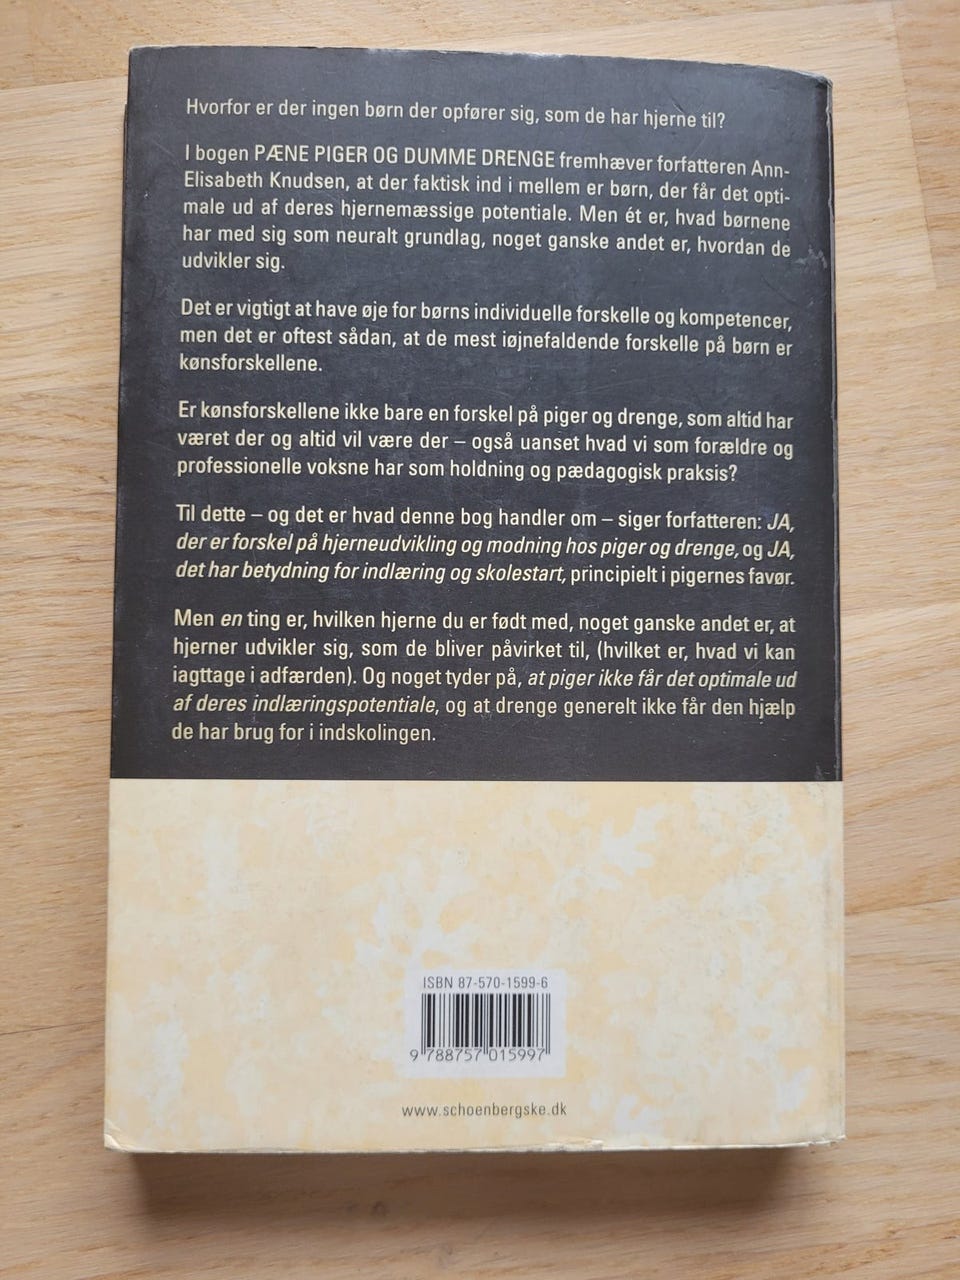 Hvorfor er der ingen børn der opfører sig, som de har hjerne til?
I bogen PÆNE PIGER OG DUMME DRENGE fremhæver forfatteren Ann-
Elisabeth Knudsen, at der faktisk ind i mellem er børn, der får det opti-
male ud af deres hjernemæssige potentiale. Men ét er, hvad børnene
har med sig som neuralt grundlag, noget ganske andet er, hvordan de
udvikler sig.
Det er vigtigt at have øje for børns individuelle forskelle og kompetencer,
men det er oftest sådan, at de mest iøjnefaldende forskelle på børn er
kønsforskellene.
Er kønsforskellene ikke bare en forskel på piger og drenge, som altid har
været der og altid vil være der – også uanset hvad vi som forældre og
professionelle voksne har som holdning og pædagogisk praksis?
Til dette – og det er hvad denne bog handler om – siger forfatteren: JA,
der er forskel på hjerneudvikling og modning hos piger og drenge, og JA,
det har betydning for indlæring og skolestart, principielt i pigernes favør.
Men en ting er, hvilken hjerne du er født med, noget ganske andet er, at
hjerner udvikler sig, som de bliver påvirket til, (hvilket er, hvad vi kan
iagttage i adfærden). Og noget tyder på, at piger ikke får det optimale ud
af deres indlæringspotentiale, og at drenge generelt ikke får den hjælp
de har brug for i indskolingen.
ISBN 87-570-1599-6
9 788757 015997
www.schoenbergske.dk